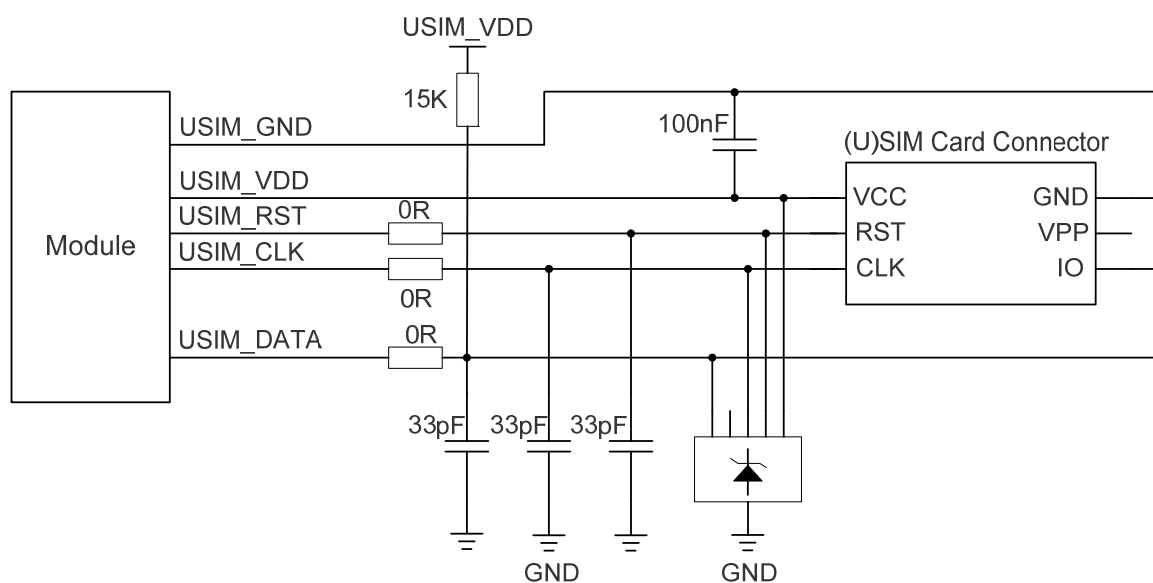 USIM_VDD
15K
100nF
USIM_GND
(U)SIM Card Connector
USIM_VDD
VCC
GND
USIM_RST
0R
RST
VPP
Module
USIM_CLK
0R
CLK
IO
USIM_DATA
0R
33pF
33pF
33pF
GND
GND